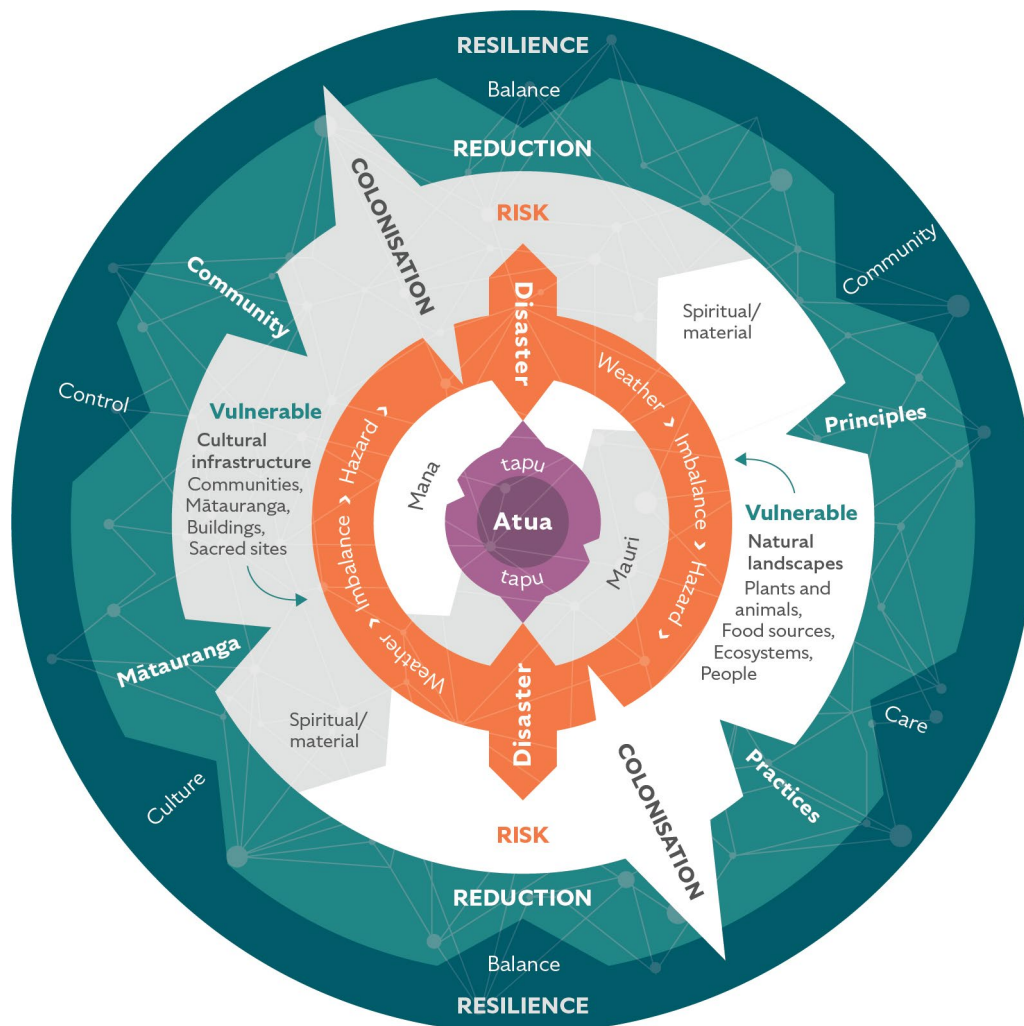 RESILIENCE
Balance
REDUCTION
RISK
COLONISATION
Disaster
Community
Community
Spiritual/
material
Control
Principles
Vulnerable
Cultural
infrastructure
Communities,
Mātauranga,
Buildings,
Sacred sites
Weather › Imbalance › Hazard ›
Weather › Imbalance › Hazard ›
Mana
tapu
Atua
tapu
Mauri
Vulnerable
Natural
landscapes
Plants and
animals,
Food sources,
Ecosystems,
People
Mātauranga
Spiritual/
material
Disaster
COLONISATION
Care
Practices
Culture
RISK
REDUCTION
Balance
RESILIENCE